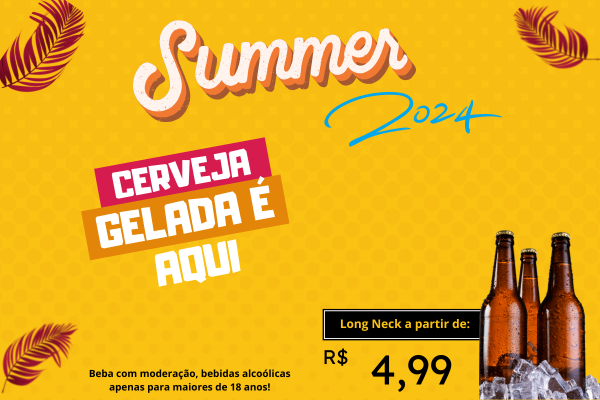 Summer
2024
CERVEJA
GELADA É
AQUI
Long Neck a partir de:
R$ 4,99
Beba com moderação, bebidas alcoólicas
apenas para maiores de 18 anos!